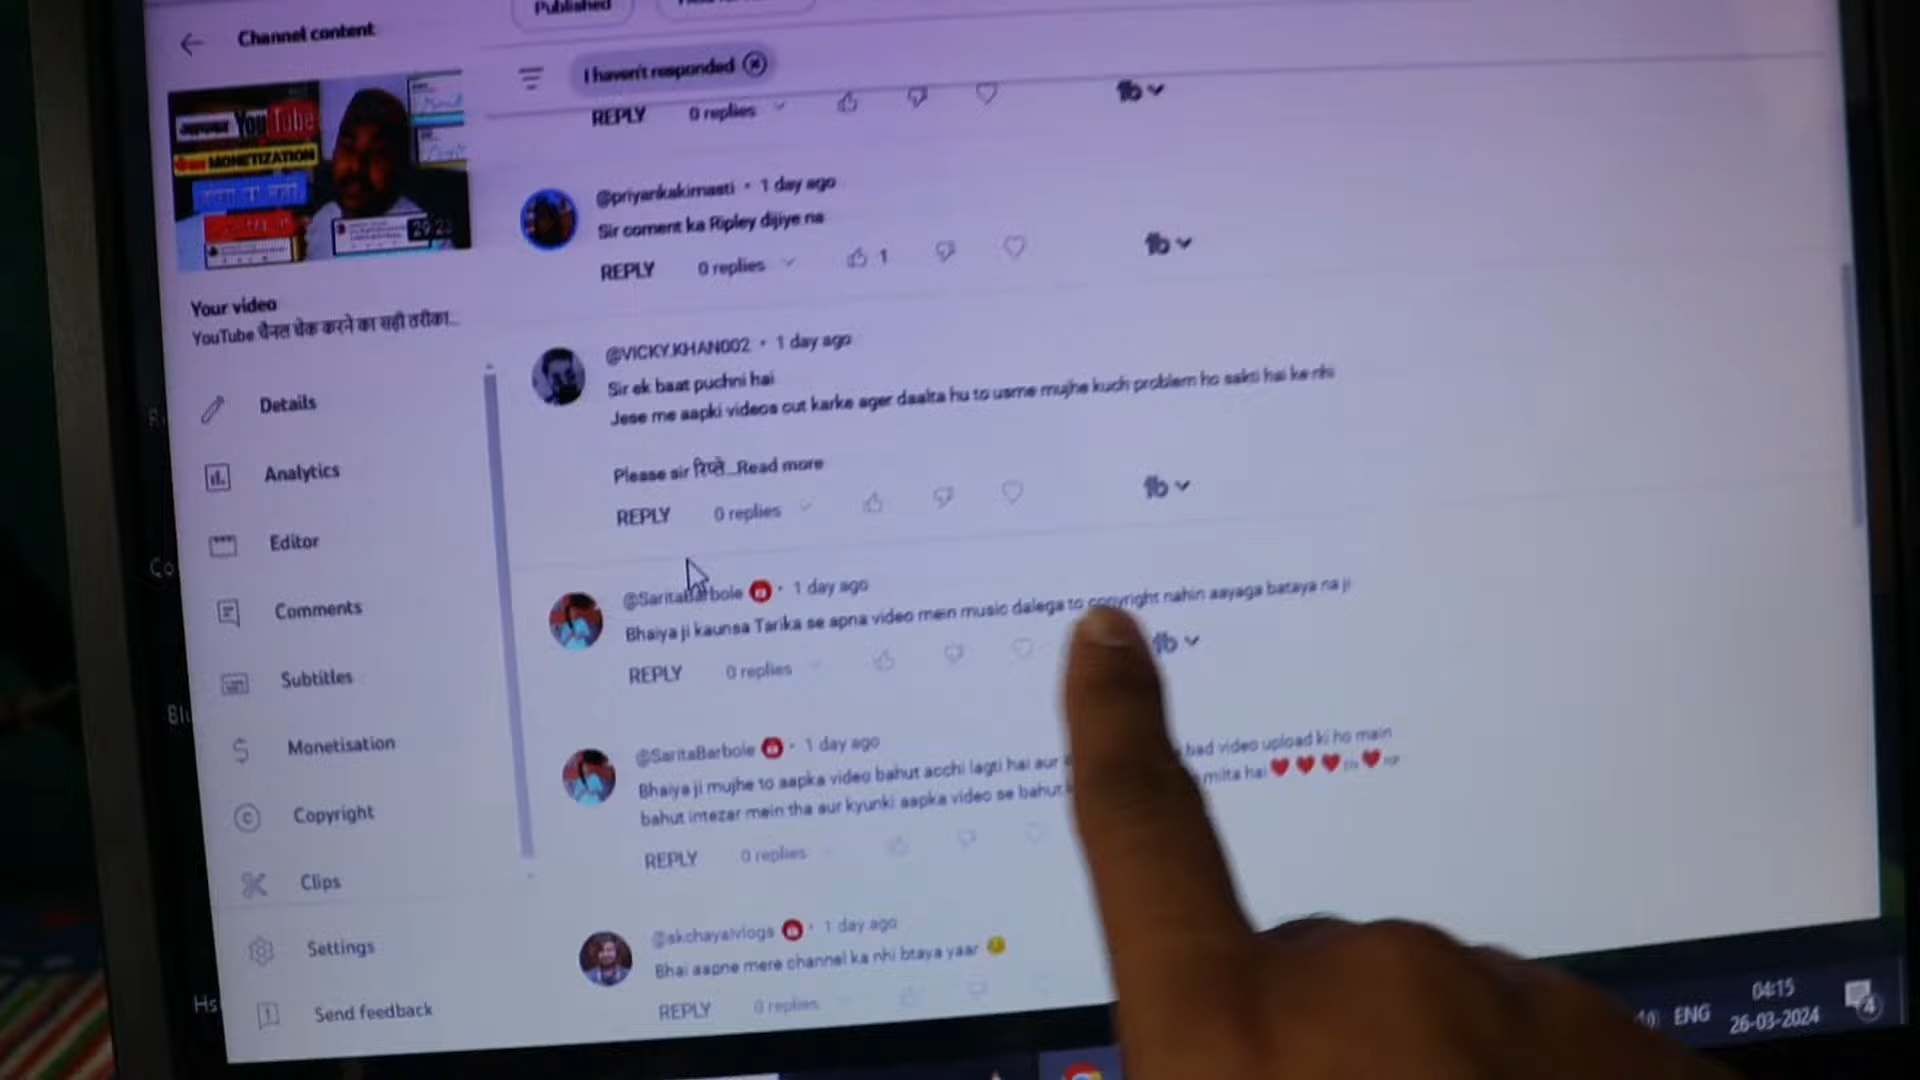 Channel content
Published
I haven't responded
REPLY 0 replies
YouTube
MONETIZATION
Your video
YouTube चैनल चेक करने का सही तरीका...
Details
Analytics
Editor
Comments
Subtitles
Monetisation
Copyright
Clips
Settings
Send feedback
@priyankakimasti • 1 day ago
Sir coment ka Ripley dijiye na
REPLY 0 replies 1
@VICKY.KHAN002 • 1 day ago
Sir ek baat puchni hai
Jese me aapki videos cut karke ager daalta hu to usme mujhe kuch problem ho sakti hai ke nhi
Please sir रिप्ले...Read more
REPLY 0 replies
@SaritaBarbole • 1 day ago
Bhaiya ji kaunsa Tarika se apna video mein music dalega to copyright nahin aayaga bataya na ji
REPLY 0 replies
@SaritaBarbole • 1 day ago
Bhaiya ji mujhe to aapka video bahut acchi lagti hai aur bad video upload ki ho main
bahut intezar mein tha aur kyunki aapka video se bahut milta hai ❤❤❤ ❤
REPLY 0 replies
@skchayalvlogs • 1 day ago
Bhai aapne mere channel ka nhi btaya yaar
REPLY 0 replies
ENG
04:15
26-03-2024
4